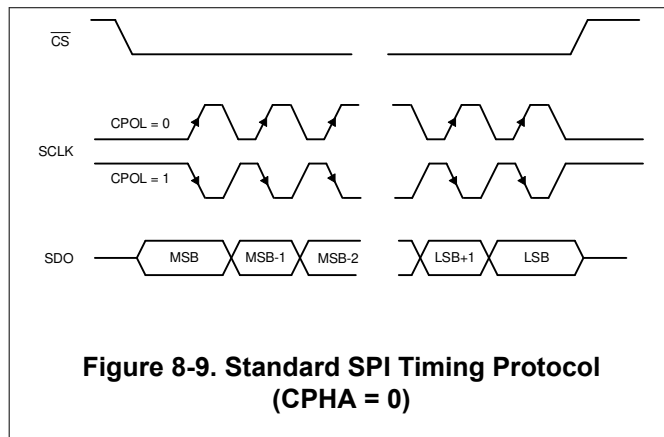 CS
CPOL = 0
SCLK
CPOL = 1
SDO
MSB
MSB-1
MSB-2
LSB+1
LSB
Figure 8-9. Standard SPI Timing Protocol
(CPHA = 0)